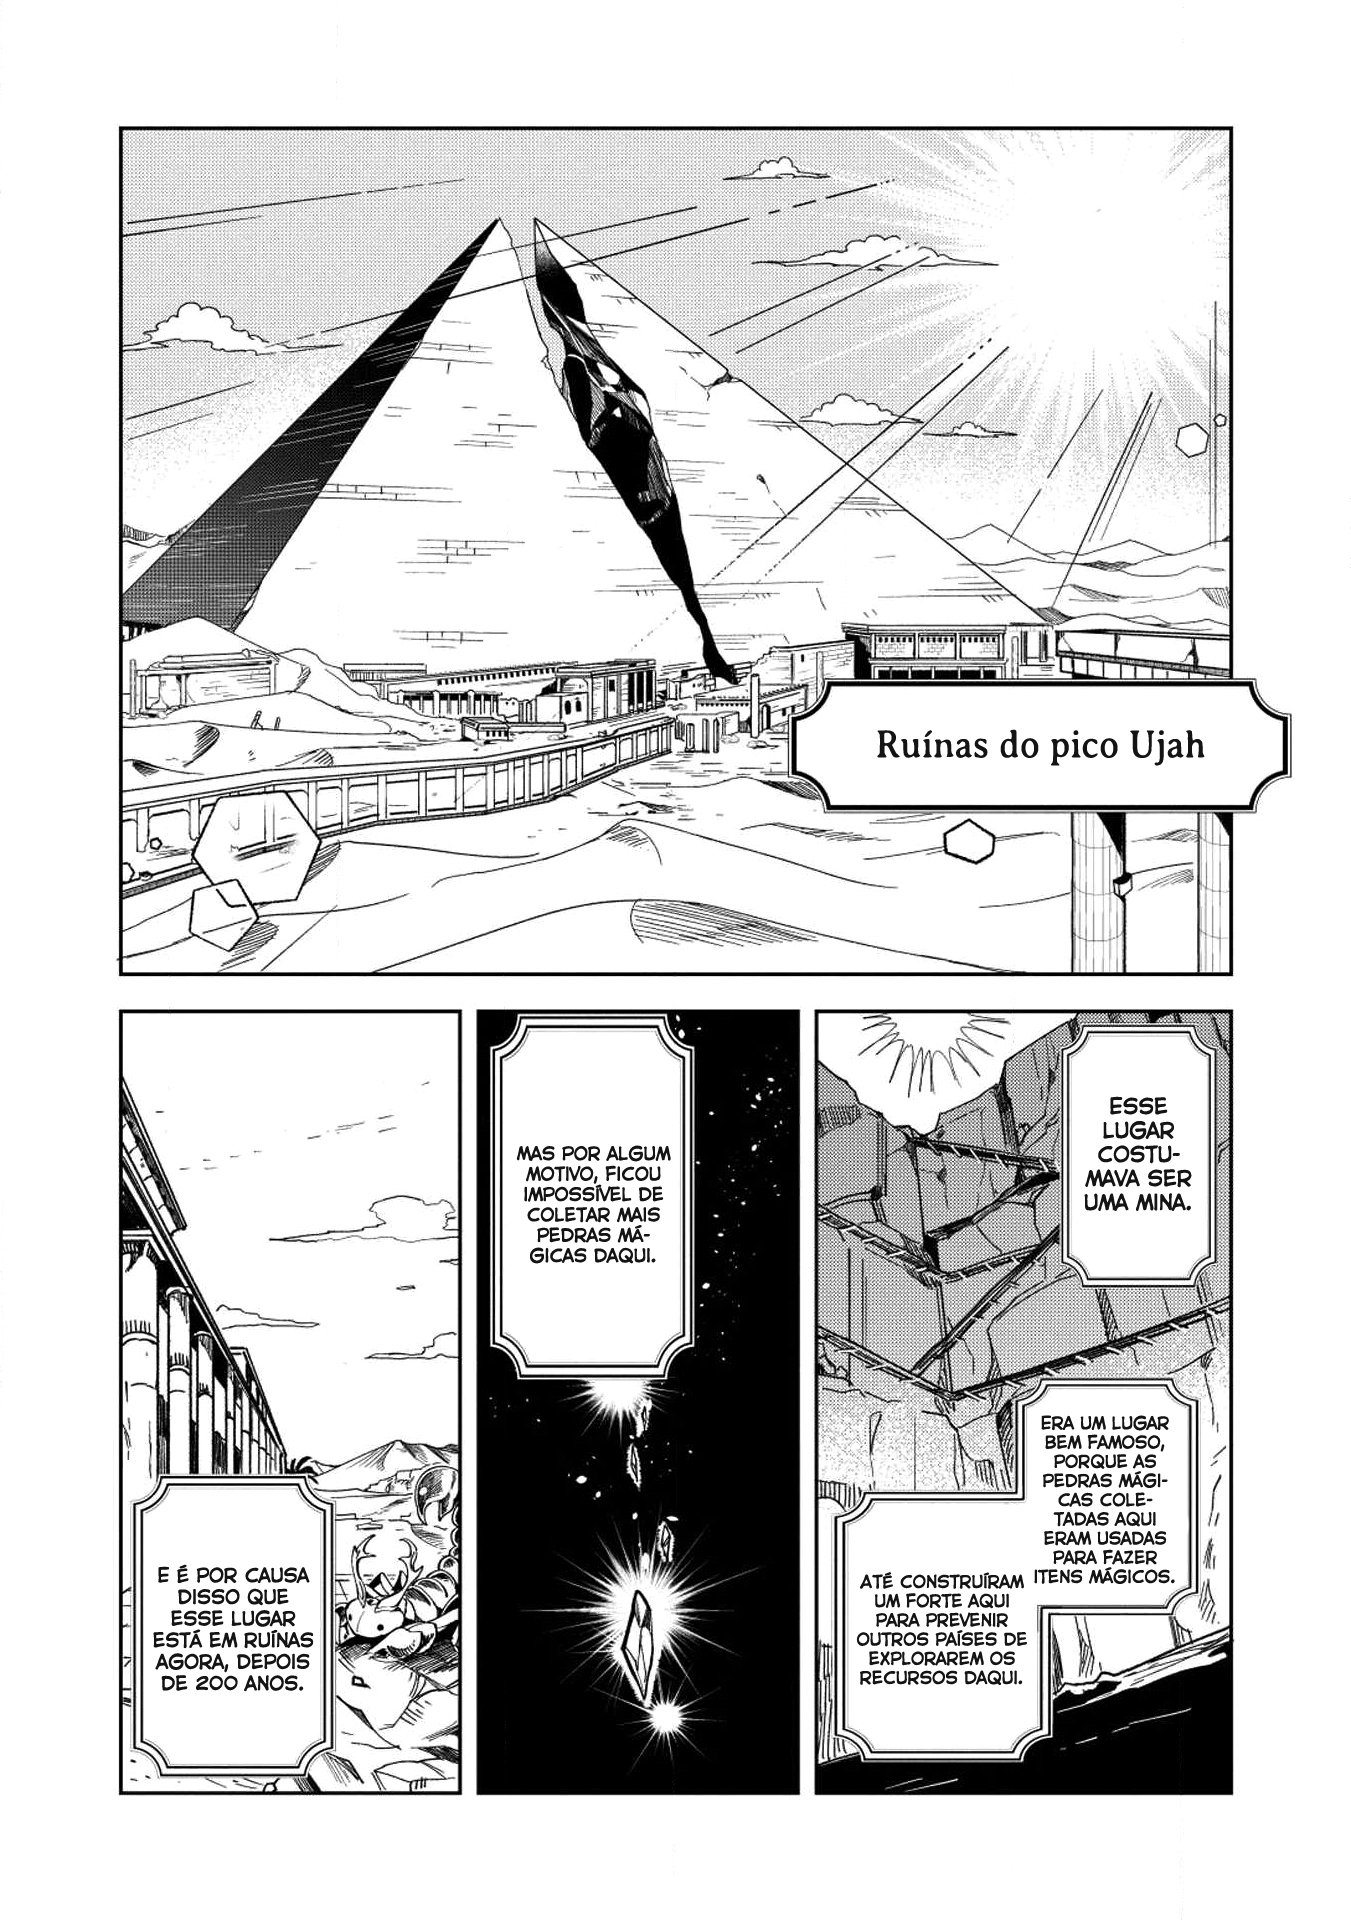 Ruínas do pico Ujah
ESSE
LUGAR
COSTU-
MAVA SER
UMA MINA.
ERA UM LUGAR
BEM FAMOSO,
PORQUE AS
PEDRAS MÁGI-
CAS COLE-
TADAS AQUI
ERAM USADAS
PARA FAZER
ITENS MÁGICOS.
ATÉ CONSTRUÍRAM
UM FORTE AQUI
PARA PREVENIR
OUTROS PAÍSES DE
EXPLORAREM OS
RECURSOS DAQUI.
MAS POR ALGUM
MOTIVO, FICOU
IMPOSSÍVEL DE
COLETAR MAIS
PEDRAS MÁ-
GICAS DAQUI.
E É POR CAUSA
DISSO QUE
ESSE LUGAR
ESTÁ EM RUÍNAS
AGORA, DEPOIS
DE 200 ANOS.